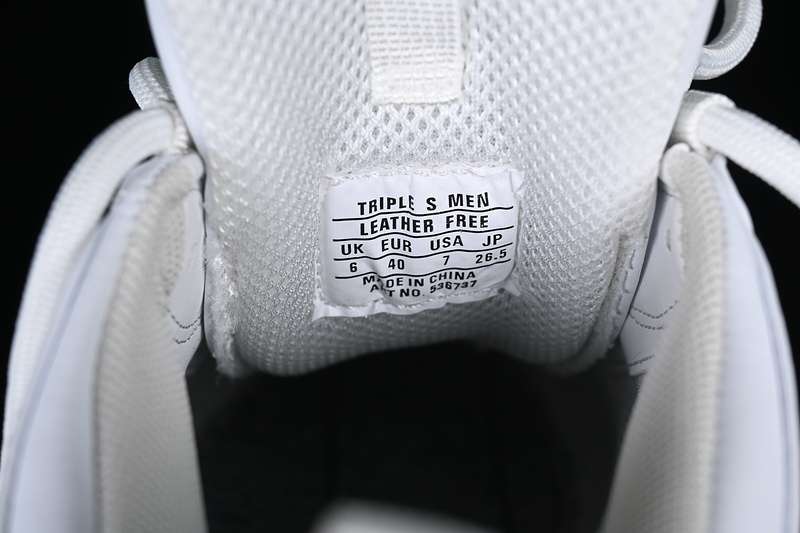 TRIPLE S MEN
LEATHER FREE
UK EUR USA JP
6 40 7 26.5
MADE IN CHINA
ART NO. 536737